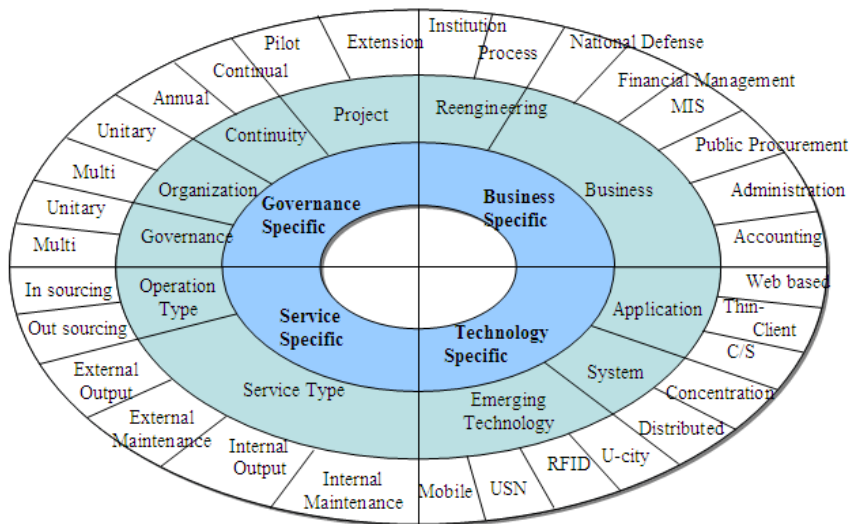 Institution
Pilot
Extension
Process
National Defense
Continual
Financial Management
Annual
MIS
Project
Reengineering
Unitary
Continuity
Public Procurement
Multi
Organization
Business
Administration
Governance
Specific
Business
Specific
Unitary
Governance
Accounting
Multi
In sourcing
Operation
Type
Web based
Application
Thin-
Client
Out sourcing
Service
Specific
Technology
Specific
C/S
External
Output
System
Service Type
Concentration
Emerging
Technology
External
Maintenance
Distributed
Internal
Output
U-city
RFID
Internal
Maintenance
Mobile
USN